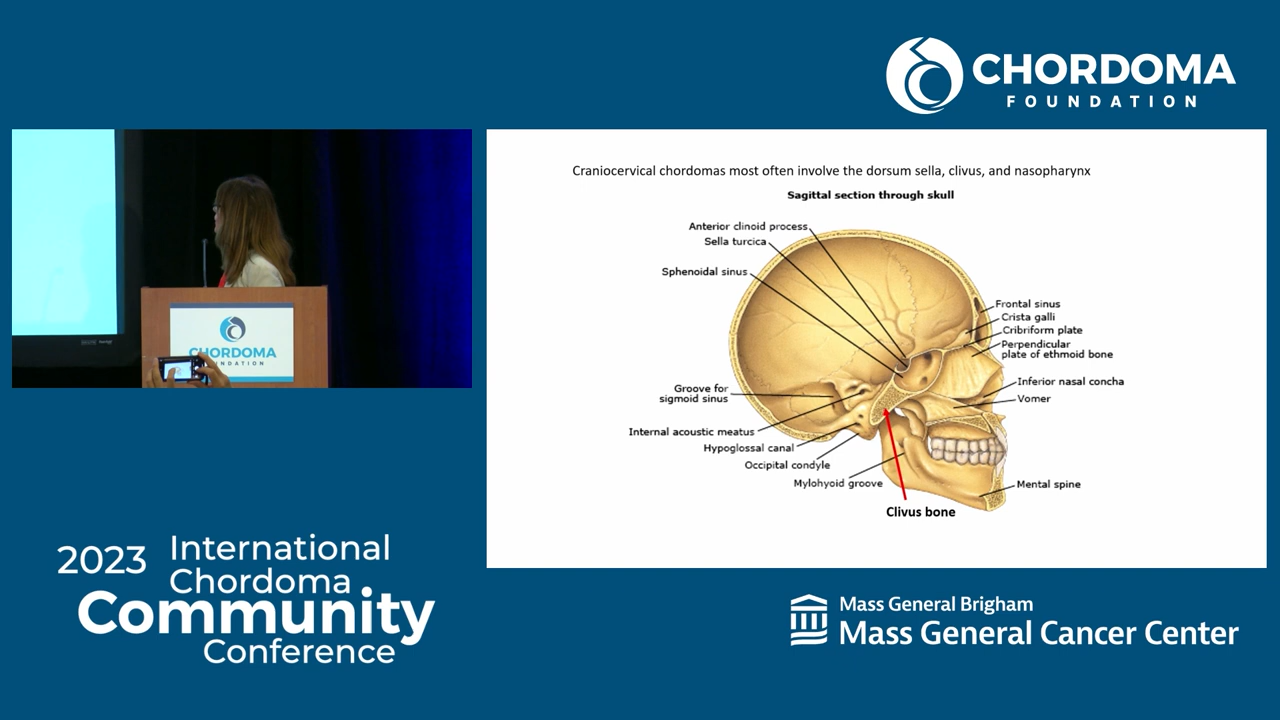 CHORDOMA
FOUNDATION
Craniocervical chordomas most often involve the dorsum sella, clivus, and nasopharynx
Sagittal section through skull
Anterior clinoid process
Sella turcica
Sphenoidal sinus
Frontal sinus
Crista galli
Cribriform plate
Perpendicular
plate of ethmoid bone
Inferior nasal concha
Vomer
Groove for
sigmoid sinus
Internal acoustic meatus
Hypoglossal canal
Occipital condyle
Mylohyoid groove
Mental spine
Clivus bone
CHORDOMA
FOUNDATION
2023 International
Chordoma
Community
Conference
Mass General Brigham
Mass General Cancer Center